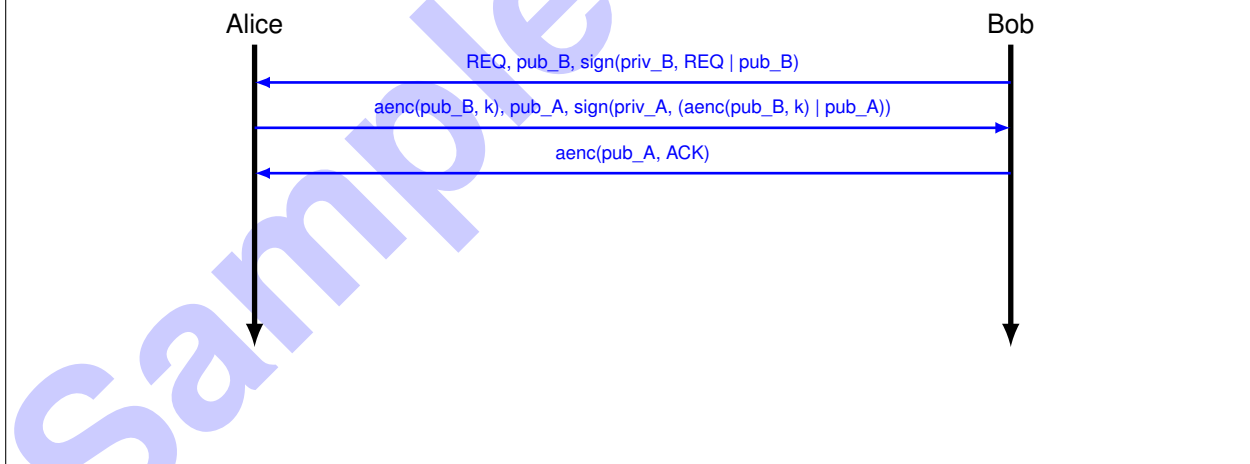 Alice Bob
REQ, pub_B, sign(priv_B, REQ | pub_B)
aenc(pub_B, k), pub_A, sign(priv_A, (aenc(pub_B, k) | pub_A))
aenc(pub_A, ACK)
Sample